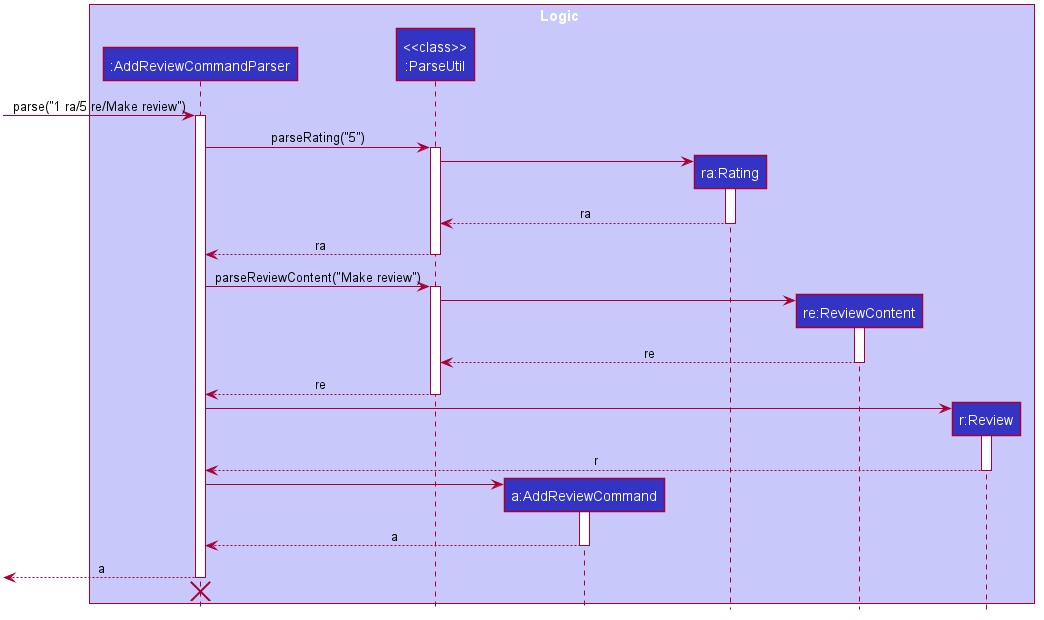 Logic
<<class>>
:AddReviewCommandParser
:ParseUtil
parse("1 ra/5 re/Make review")
parseRating("5")
ra:Rating
ra
ra
parseReviewContent("Make review")
re:ReviewContent
re
re
r:Review
r
a:AddReviewCommand
a
a